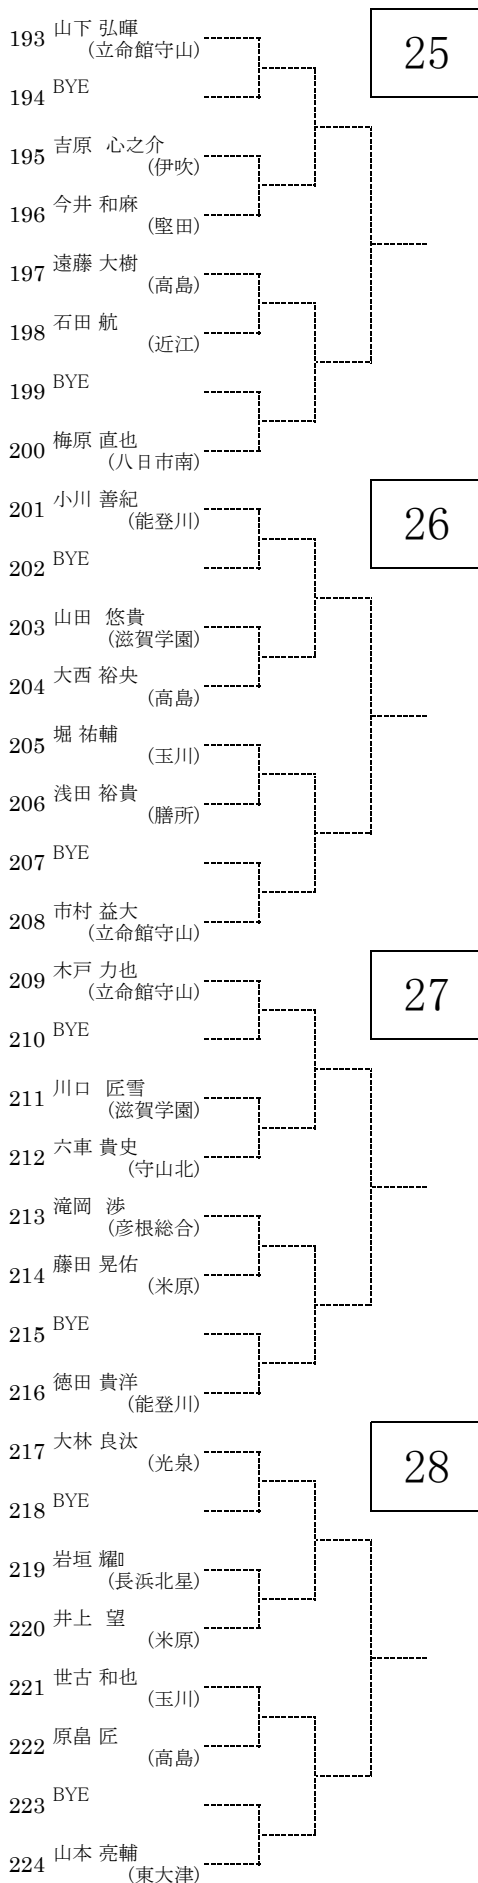 25
193 山下 弘暉
(立命館守山)
194 BYE
195 吉原 心之介
(伊吹)
196 今井 和麻
(堅田)
197 遠藤 大樹
(高島)
198 石田 航
(近江)
199 BYE
200 梅原 直也
(八日市南)
26
201 小川 善紀
(能登川)
202 BYE
203 山田 悠貴
(滋賀学園)
204 大西 裕央
(高島)
205 堀 祐輔
(玉川)
206 浅田 裕貴
(膳所)
207 BYE
208 市村 益大
(立命館守山)
27
209 木戸 力也
(立命館守山)
210 BYE
211 川口 匠雪
(滋賀学園)
212 六車 貴史
(守山北)
213 滝岡 渉
(彦根総合)
214 藤田 晃佑
(米原)
215 BYE
216 徳田 貴洋
(能登川)
28
217 大林 良汰
(光泉)
218 BYE
219 岩垣 耀
(長浜北星)
220 井上 望
(米原)
221 世古 和也
(玉川)
222 原畠 匠
(高島)
223 BYE
224 山本 亮輔
(東大津)